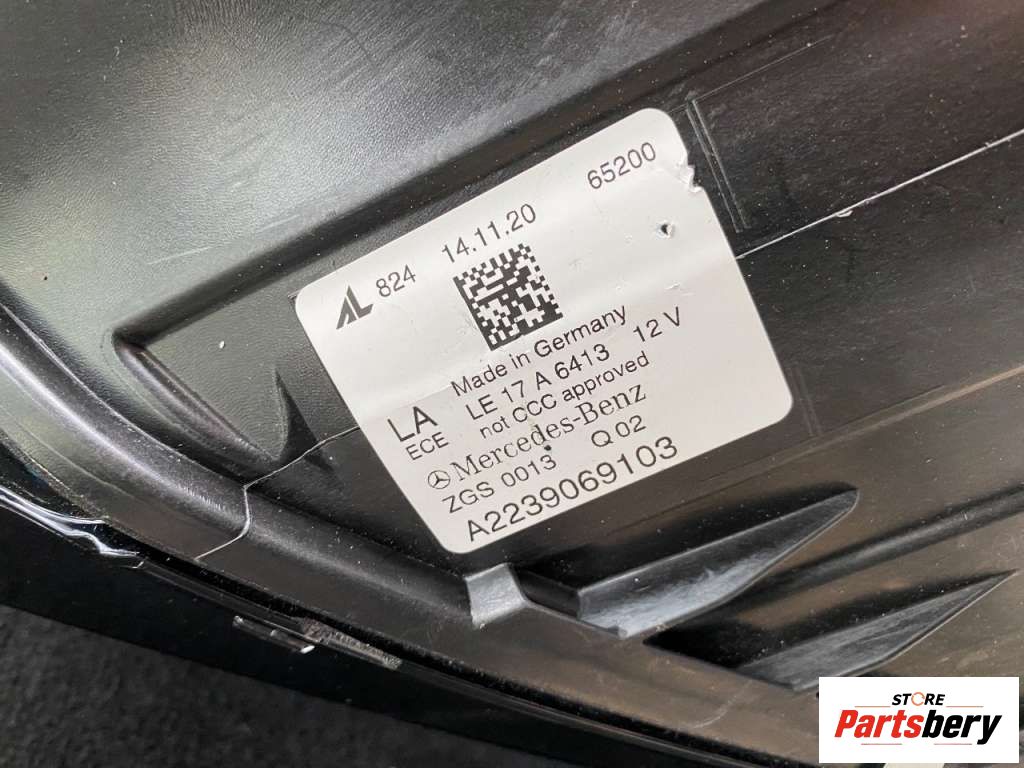 AL 824 14.11.20 65200
Made in Germany
LA LE 17 A 6413 12 V
ECE not CCC approved
Mercedes-Benz
ZGS 0013 Q 02
A2239069103
STORE
Partsbery